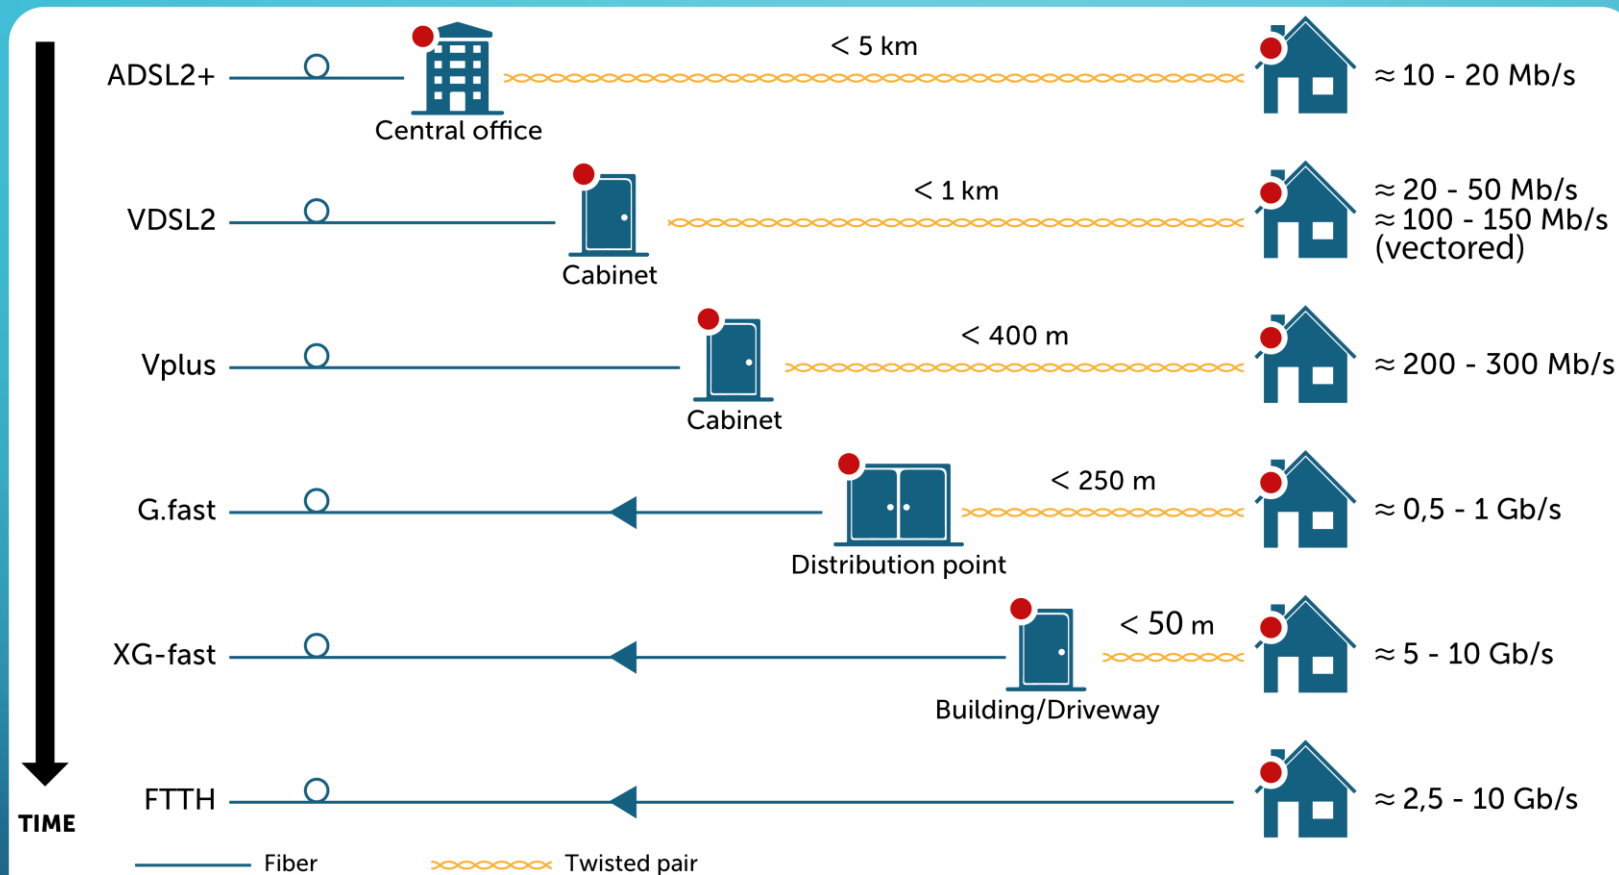 ADSL2+
Central office
< 5 km
≈ 10 - 20 Mb/s
VDSL2
Cabinet
< 1 km
≈ 20 - 50 Mb/s
≈ 100 - 150 Mb/s
(vectored)
Vplus
Cabinet
< 400 m
≈ 200 - 300 Mb/s
G.fast
Distribution point
< 250 m
≈ 0,5 - 1 Gb/s
XG-fast
Building/Driveway
< 50 m
≈ 5 - 10 Gb/s
FTTH
≈ 2,5 - 10 Gb/s
TIME
Fiber
Twisted pair